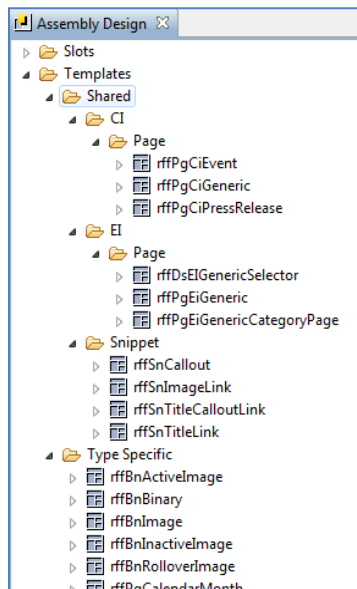 Assembly Design
Slots
Templates
Shared
CI
Page
rffPgCiEvent
rffPgCiGeneric
rffPgCiPressRelease
EI
Page
rffDsEIGenericSelector
rffPgEiGeneric
rffPgEiGenericCategoryPage
Snippet
rffSnCallout
rffSnImageLink
rffSnTitleCalloutLink
rffSnTitleLink
Type Specific
rffBnActiveImage
rffBnBinary
rffBnImage
rffBnInactiveImage
rffBnRolloverImage
rffPgCalendarMonth